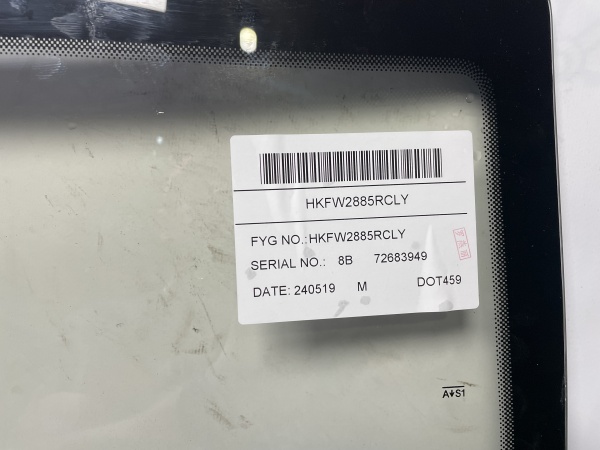 HKFW2885RCLY
FYG NO.:HKFW2885RCLY
SERIAL NO.: 8B 72683949
DATE: 240519 M DOT459
A↓S1